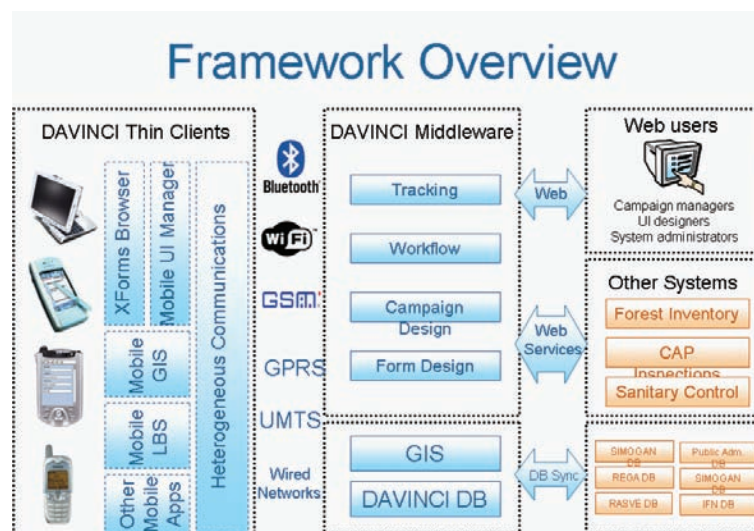 Framework Overview
DAVINCI Thin Clients
XForms Browser
Mobile UI Manager
Heterogeneous Communications
Mobile
GIS
Mobile
LBS
Other
Mobile
Apps
Bluetooth
WiFi
GSM
GPRS
UMTS
Wired
Networks
DAVINCI Middleware
Tracking
Workflow
Campaign
Design
Form Design
GIS
DAVINCI DB
Web
Web
Services
DB Sync
Web users
Campaign managers
UI designers
System administrators
Other Systems
Forest Inventory
CAP
Inspections
Sanitary Control
SIMOGAN
DB
Public Adm.
DB
REGA DB
SIMOGAN
DB
RASVE DB
IFN DB